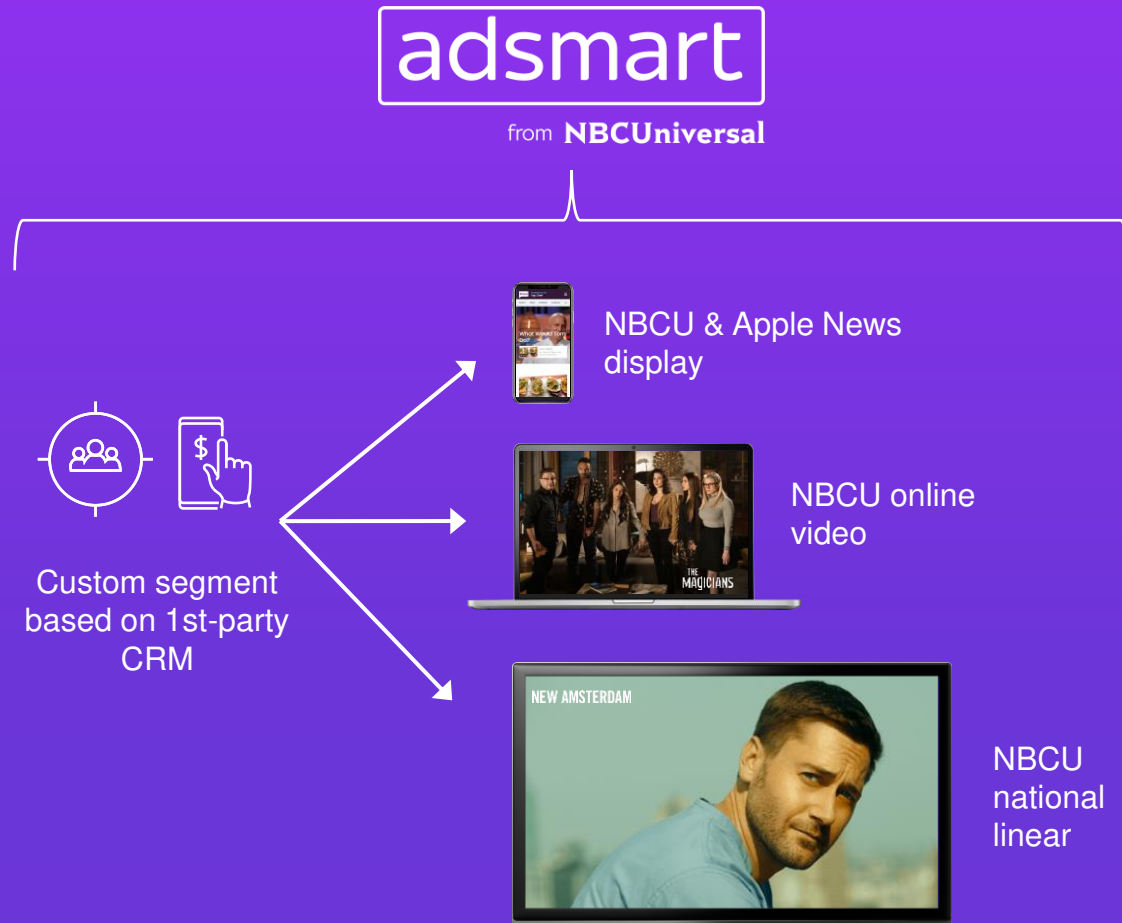 adsmart
from NBCUniversal
NBCU & Apple News
display
$
NBCU online
video
THE
MAGICIANS
Custom segment
based on 1st-party
CRM
NEW AMSTERDAM
NBCU
national
linear